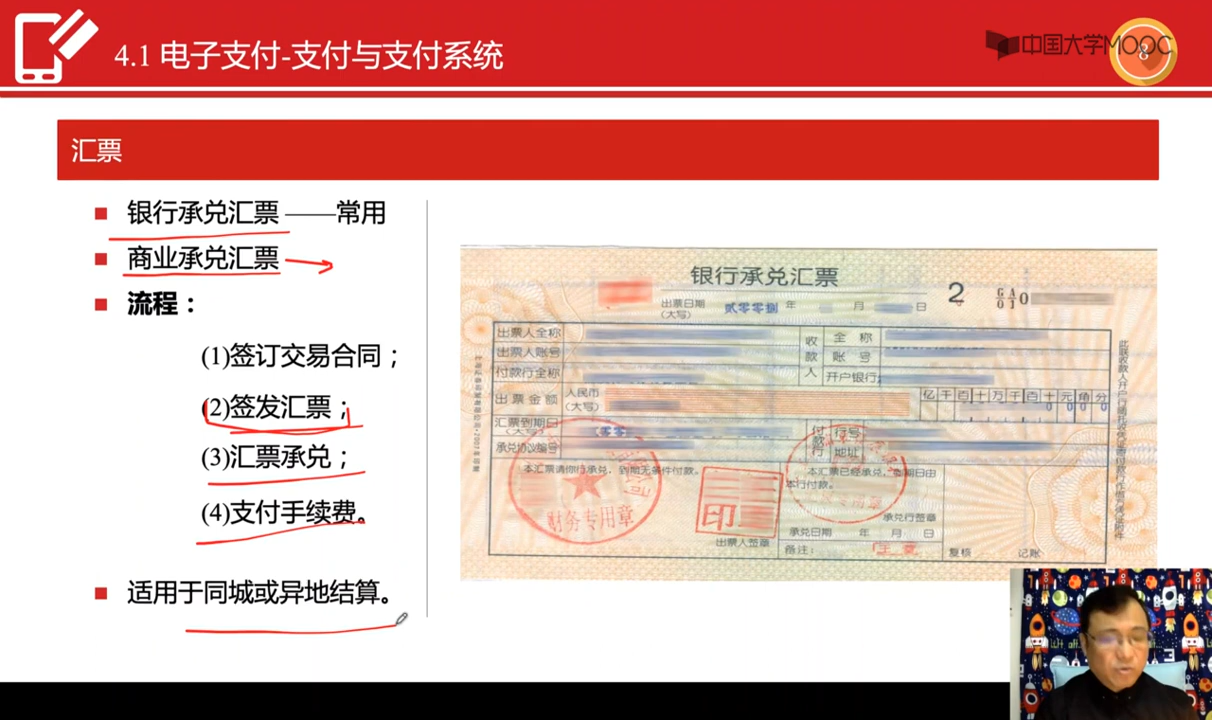 4.1 电子支付-支付与支付系统
中国大学MOOC
8
汇票
银行承兑汇票 ——常用
商业承兑汇票
流程：
(1)签订交易合同；
(2)签发汇票；
(3)汇票承兑；
(4)支付手续费。
适用于同城或异地结算。
银行承兑汇票
2
GA
01
0
出票日期
(大写)
贰零零捌 年 月 日
出票人全称
出票人账号
付款行全称
收款人
全 称
账 号
开户银行
出票金额
人民币
(大写)
亿千百十万千百十元角分
0 0 0
汇票到期日
(大写)
付款行
行号
地址
承兑协议编号
本汇票请你行承兑，到期无条件付款。
本汇票已经承兑，到期日由
本行付款。
财务专用章
印
出票人签章
承兑行签章
承兑日期 年 月 日
备注：
复核 记账